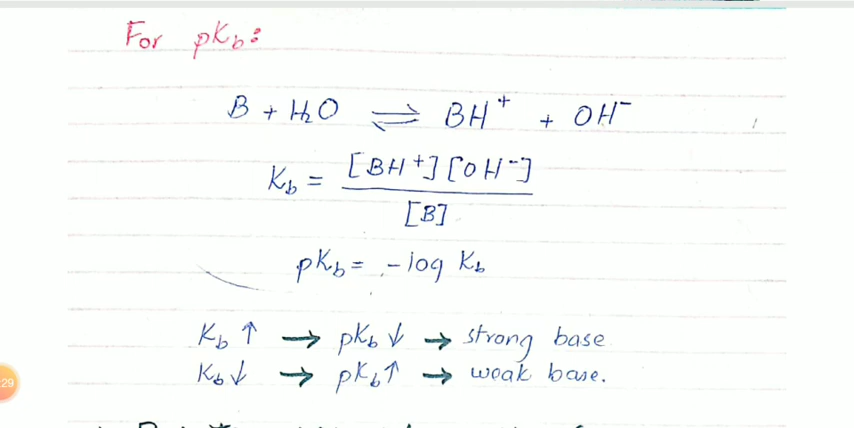 For pKb:
B + H₂O ⇌ BH⁺ + OH⁻
Kb = [BH⁺][OH⁻] / [B]
pKb = -log Kb
Kb ↑ → pKb ↓ → strong base
Kb ↓ → pKb ↑ → weak base.
:29